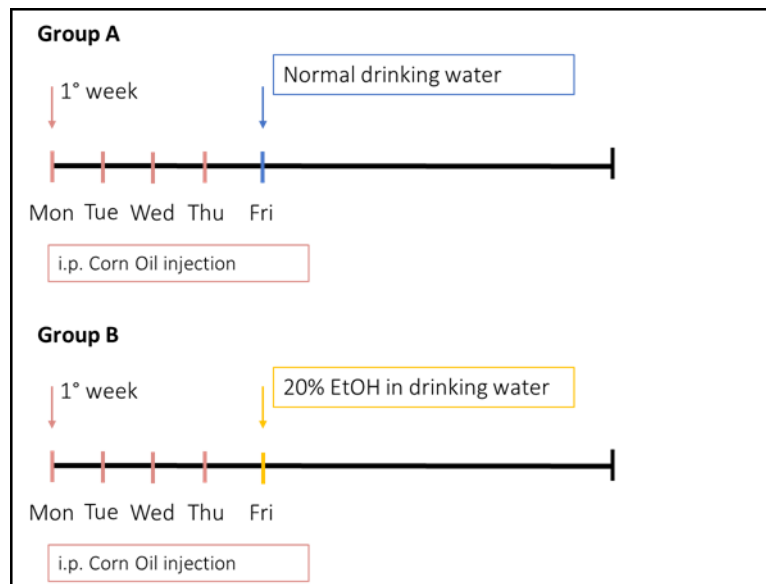 Group A
Normal drinking water
1° week
Mon Tue Wed Thu Fri
i.p. Corn Oil injection
Group B
20% EtOH in drinking water
1° week
Mon Tue Wed Thu Fri
i.p. Corn Oil injection